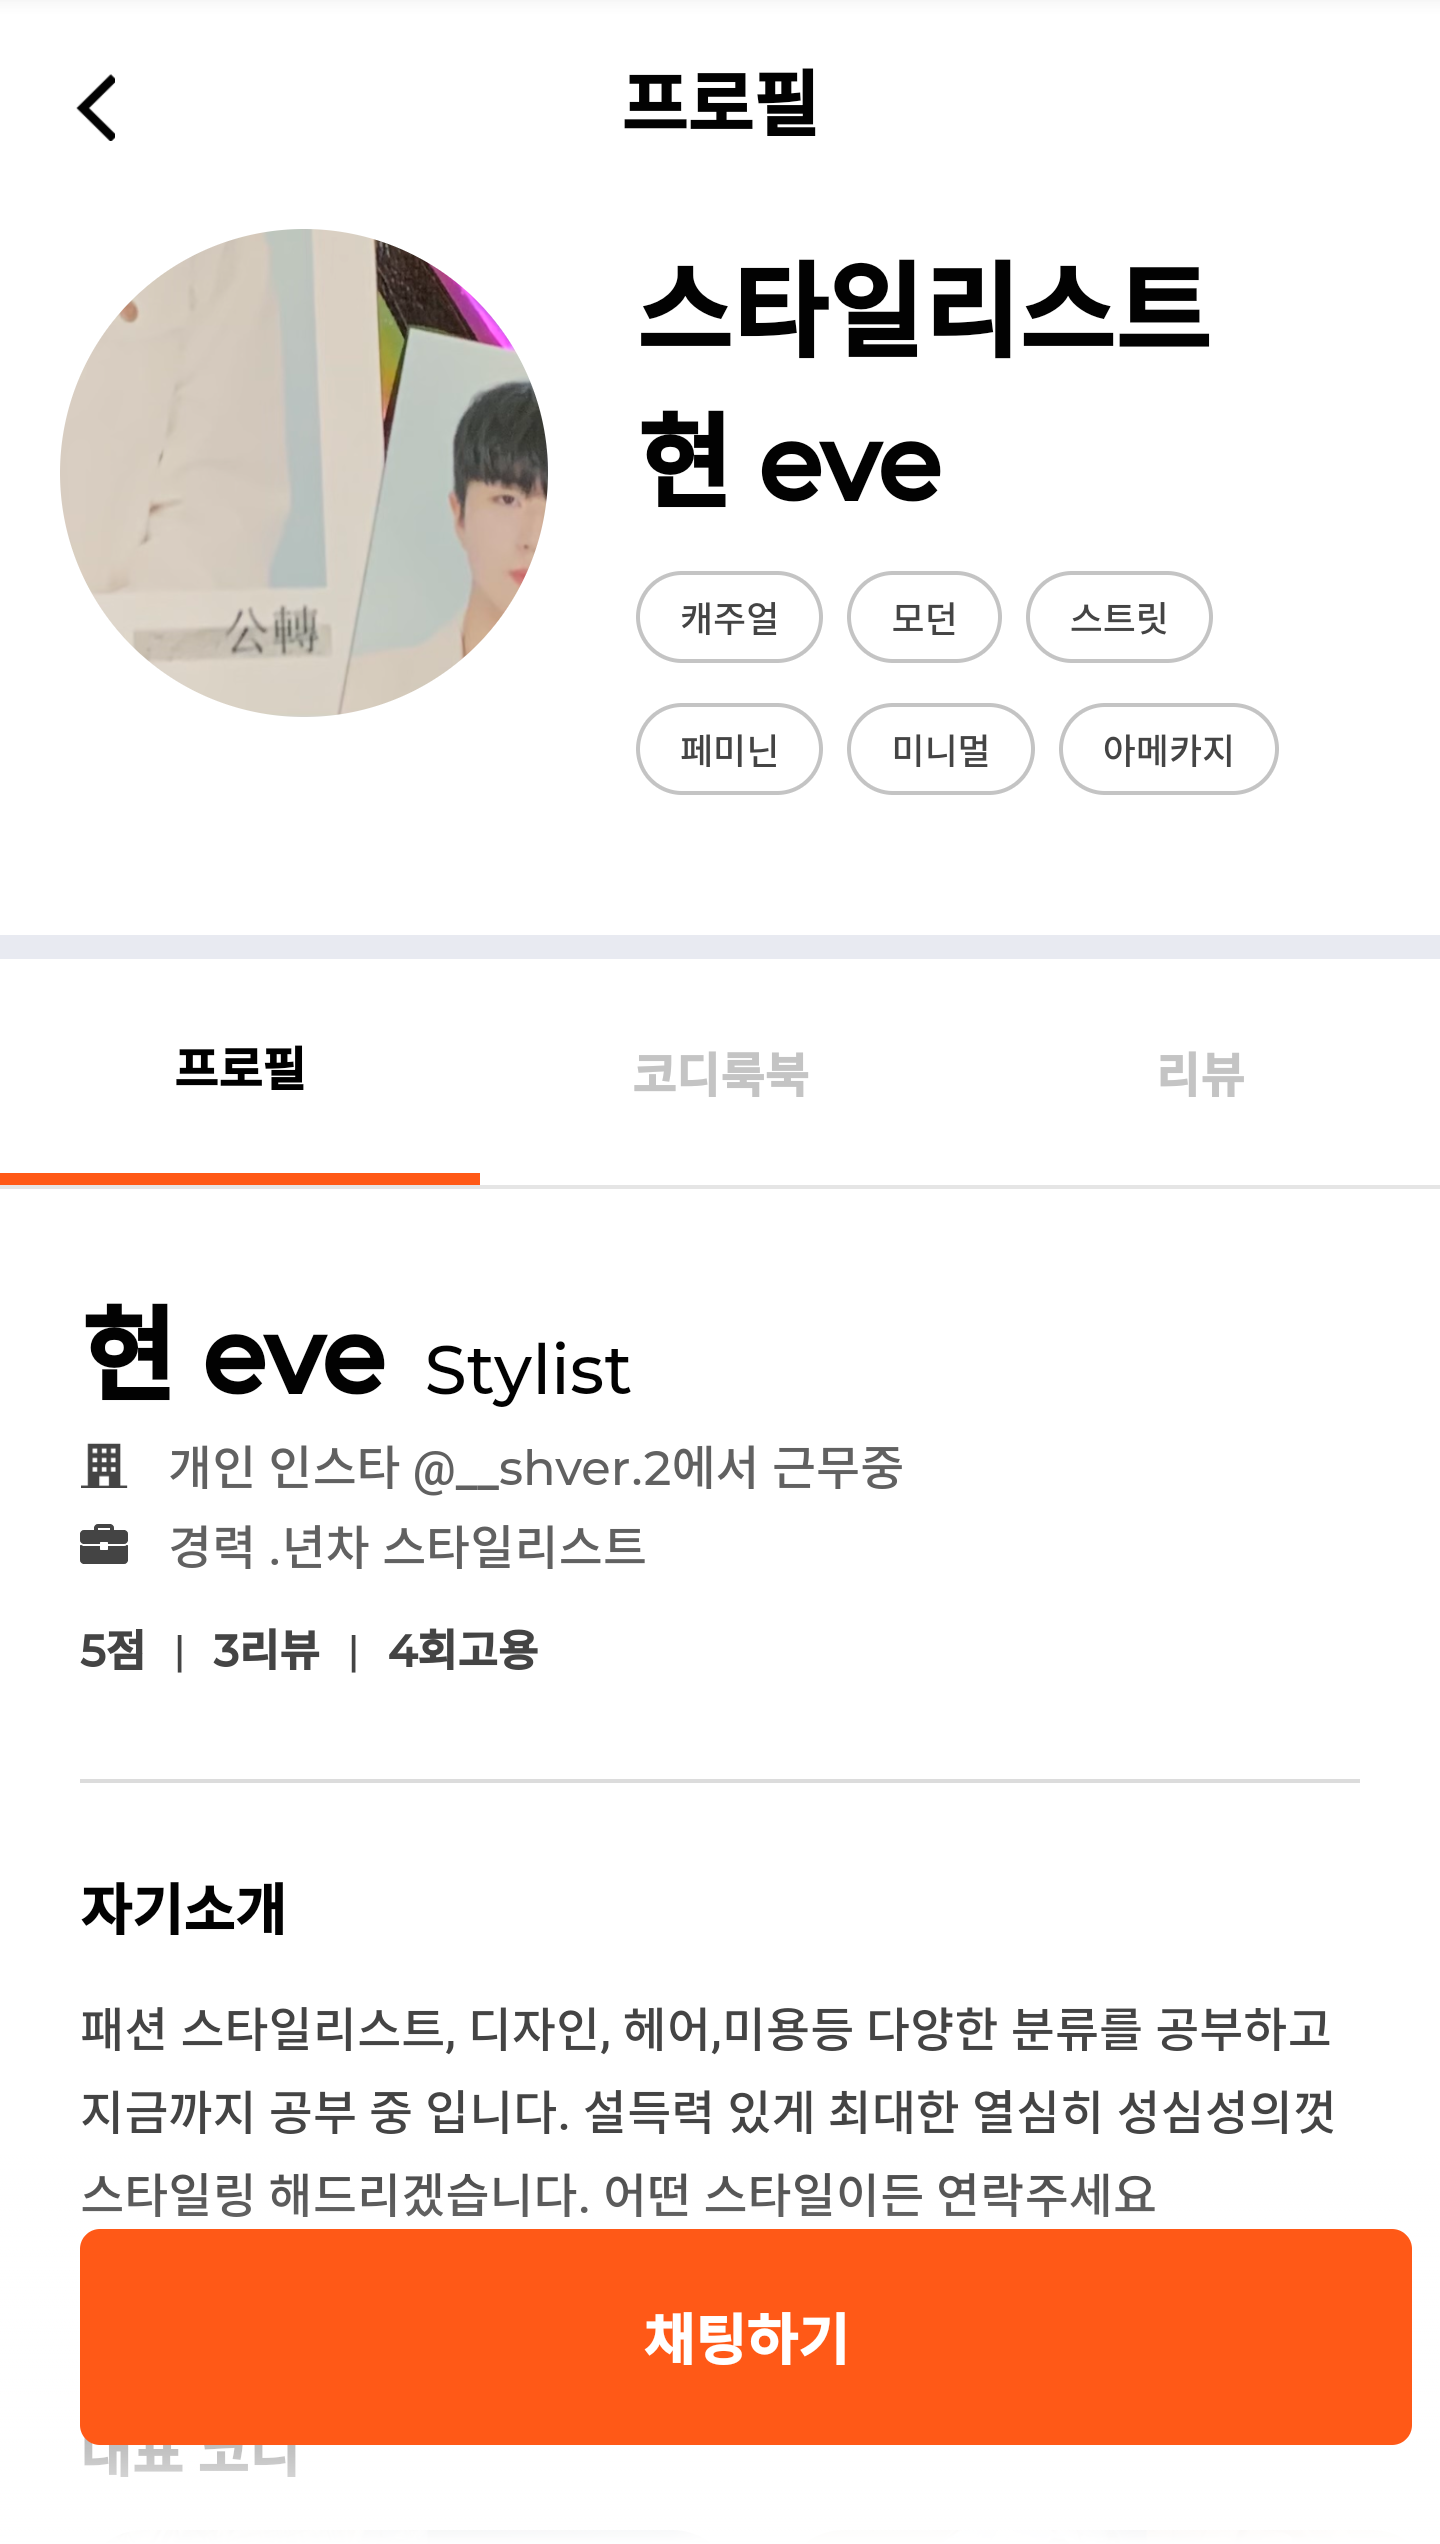 프로필
公轉
스타일리스트
현 eve
캐주얼 모던 스트릿
페미닌 미니멀 아메카지
프로필 코디룩북 리뷰
현 eve Stylist
개인 인스타 @__shver.2에서 근무중
경력 .년차 스타일리스트
5점 | 3리뷰 | 4회고용
자기소개
패션 스타일리스트, 디자인, 헤어,미용등 다양한 분류를 공부하고
지금까지 공부 중 입니다. 설득력 있게 최대한 열심히 성심성의껏
스타일링 해드리겠습니다. 어떤 스타일이든 연락주세요
채팅하기
대표 코디